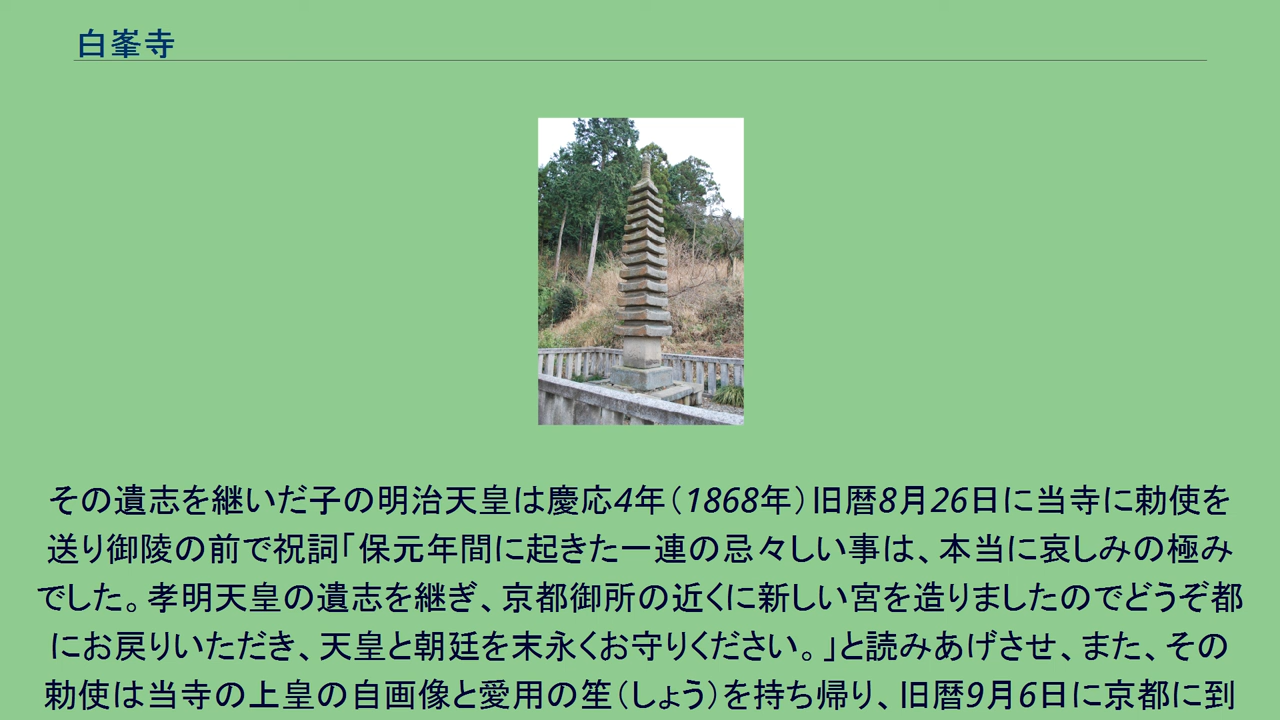 白峯寺
その遺志を継いだ子の明治天皇は慶応4年（1868年）旧暦8月26日に当寺に勅使を
送り御陵の前で祝詞「保元年間に起きた一連の忌々しい事は、本当に哀しみの極み
でした。孝明天皇の遺志を継ぎ、京都御所の近くに新しい宮を造りましたのでどうぞ都
にお戻りいただき、天皇と朝廷を末永くお守りください。」と読みあげさせ、また、その
勅使は当寺の上皇の自画像と愛用の笙（しょう）を持ち帰り、旧暦9月6日に京都に到